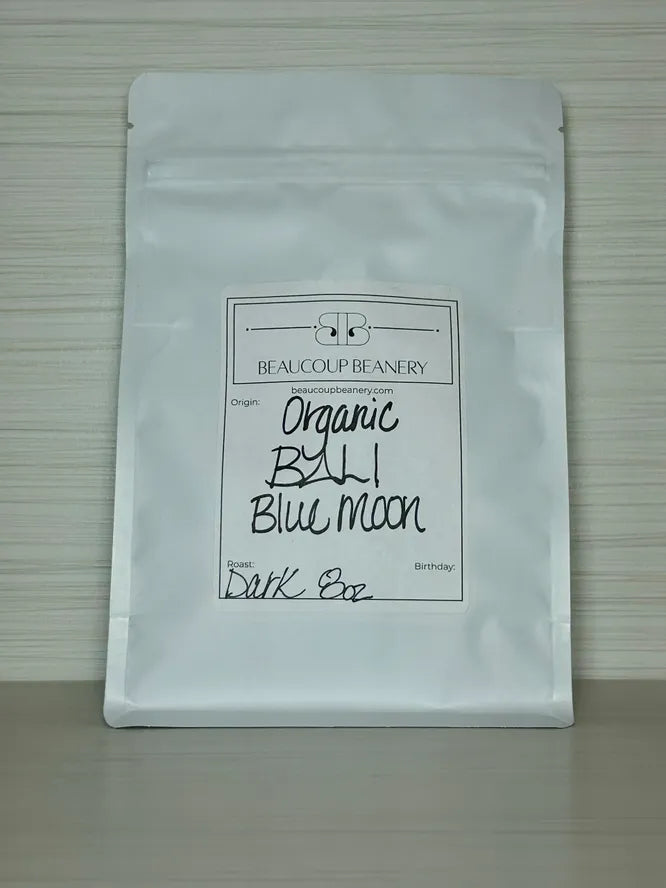 BB
BEAUCOUP BEANERY
beaucoupbeanery.com
Origin:
Organic
BALI
Blue Moon
Roast:
Birthday:
Dark 8oz